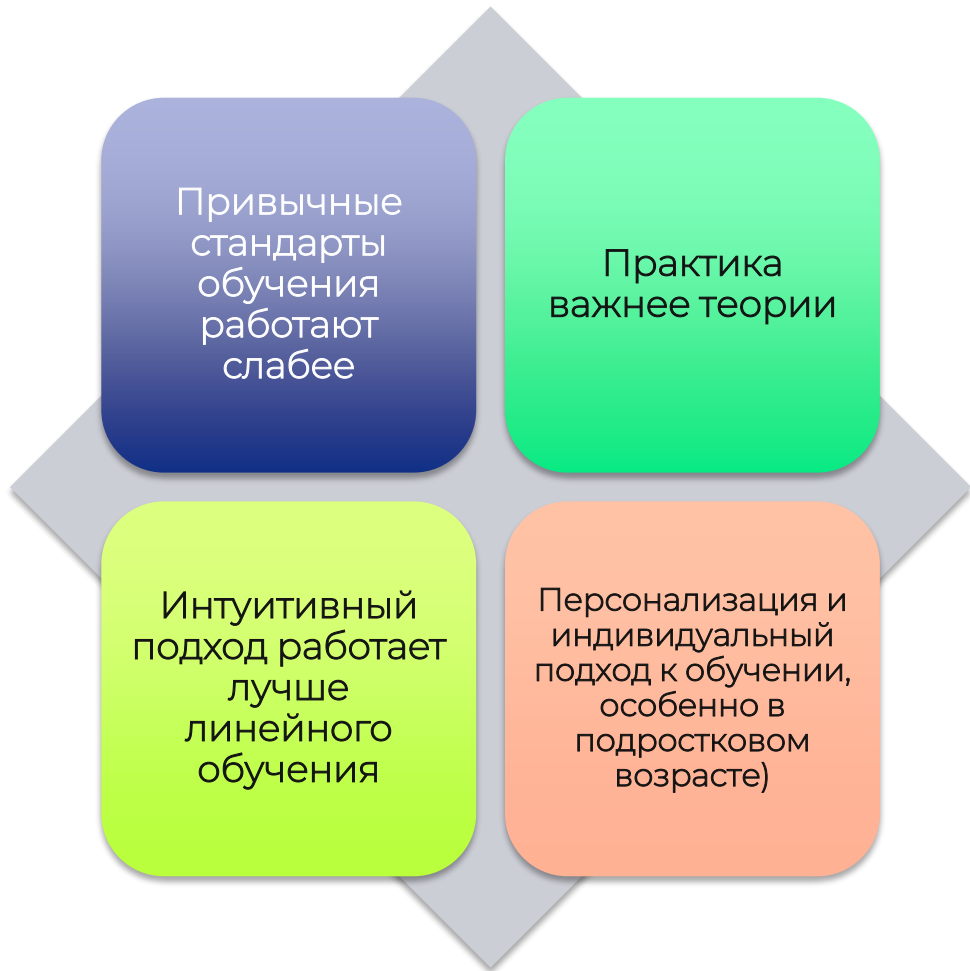 Привычные
стандарты
обучения
работают
слабее
Практика
важнее теории
Интуитивный
подход работает
лучше
линейного
обучения
Персонализация и
индивидуальный
подход к обучении,
особенно в
подростковом
возрасте)